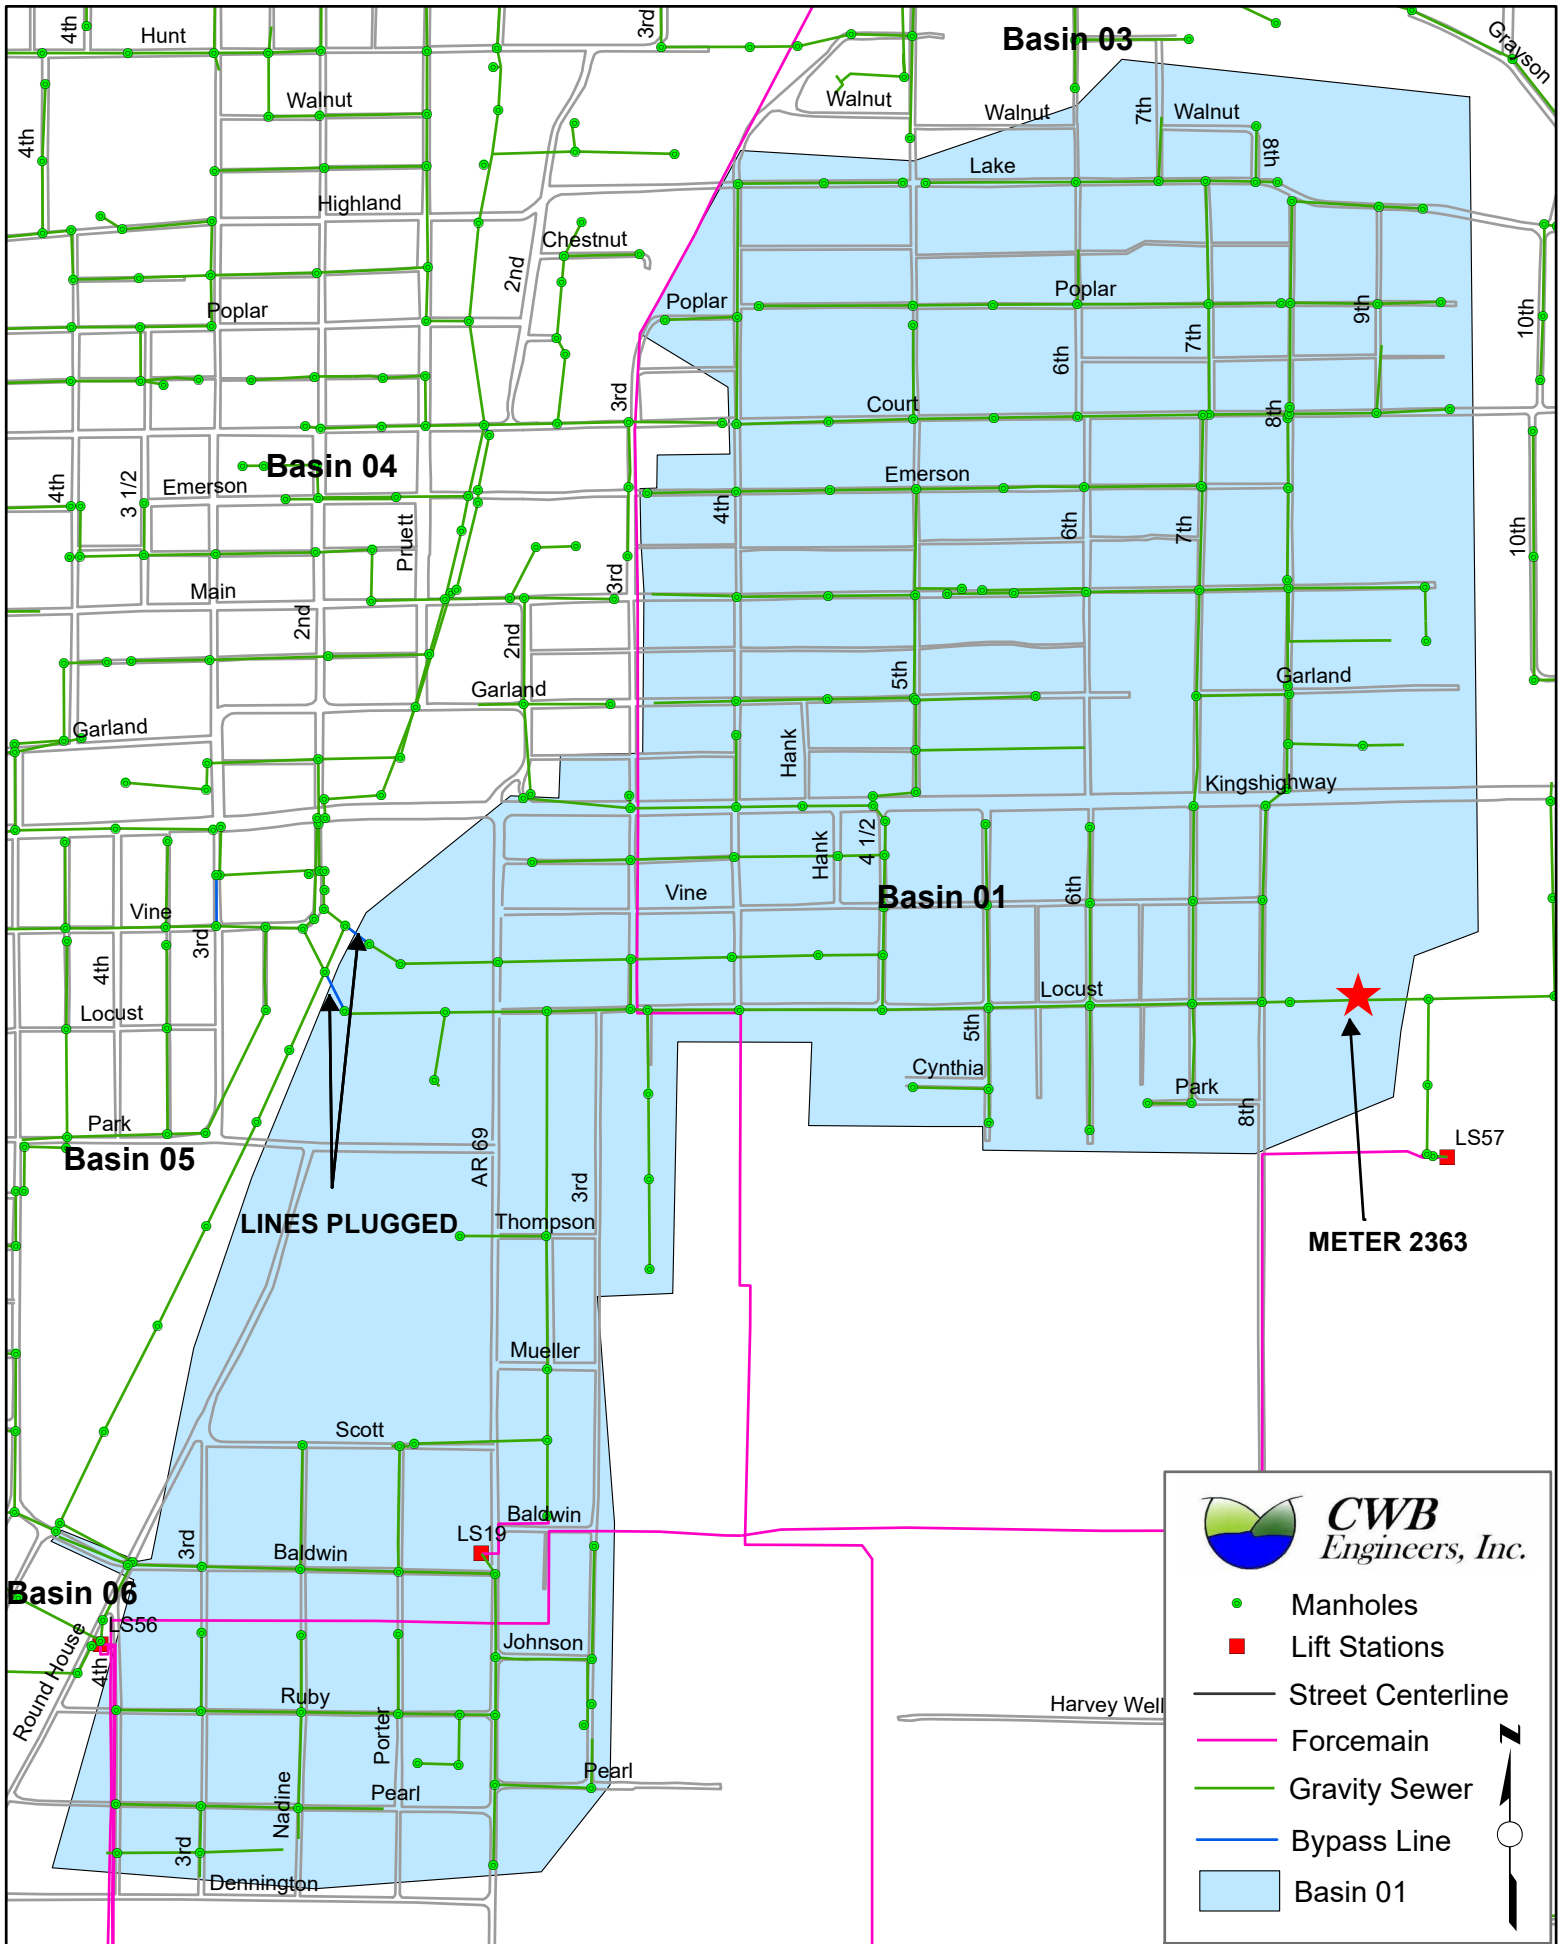 4th
Hunt
3rd
Basin 03
Grayson
Walnut
Walnut
Walnut
7th
Walnut
4th
8th
Lake
Highland
Chestnut
2nd
Poplar
Poplar
Poplar
9th
10th
7th
6th
3rd
Court
8th
Basin 04
4th
3 1/2
Emerson
Emerson
4th
6th
7th
10th
Pruett
Main
3rd
2nd
2nd
Garland
5th
Garland
Garland
Hank
Kingshighway
Hank
4 1/2
Vine
Basin 01
6th
Vine
3rd
4th
Locust
Locust
5th
Cynthia
Park
8th
Park
Basin 05
AR 69
3rd
LS57
LINES PLUGGED
Thompson
METER 2363
Mueller
Scott
Baldwin
LS19
3rd
Baldwin
Basin 06
LS56
Round House
4th
Johnson
Ruby
Porter
Harvey Well
Pearl
Nadine
Pearl
3rd
Dennington
CWB
Engineers, Inc.
Manholes
Lift Stations
Street Centerline
Forcemain
Gravity Sewer
Bypass Line
Basin 01
N